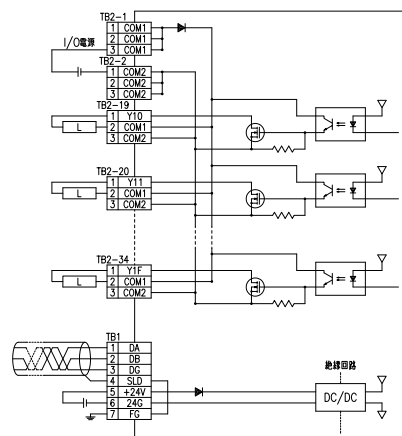 TB2-1
1 COM1
2 COM1
3 COM1
I/O電源
TB2-2
1 COM2
2 COM2
3 COM2
TB2-19
1 Y10
2 COM1
3 COM2
L
TB2-20
1 Y11
2 COM1
3 COM2
L
TB2-34
1 Y1F
2 COM1
3 COM2
L
TB1
1 DA
2 DB
3 DG
4 SLD
5 +24V
6 24G
7 FG
絶縁回路
DC/DC